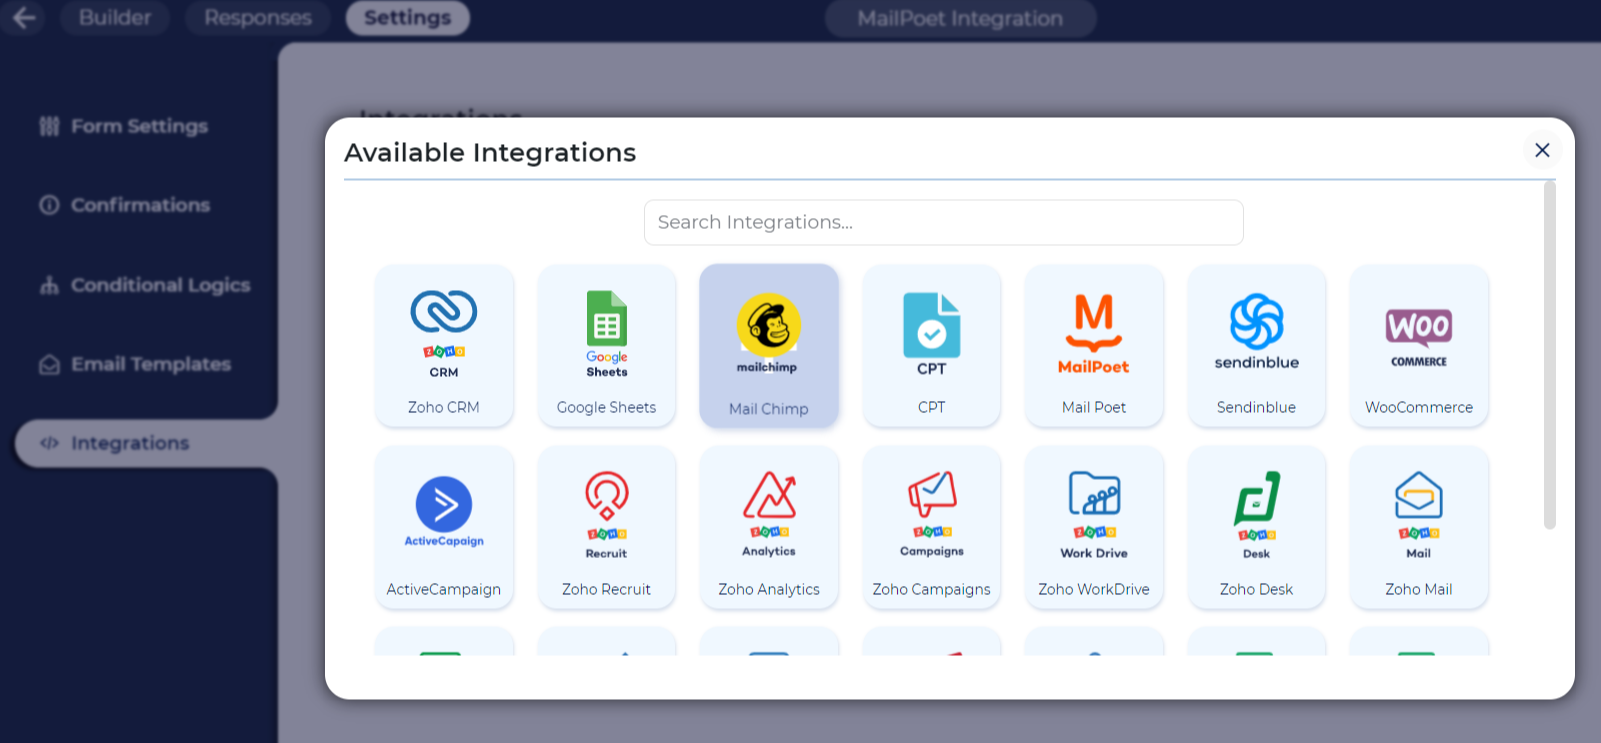 Builder Responses Settings MailPoet Integration
Form Settings
Confirmations
Conditional Logics
Email Templates
</> Integrations
Integrations
Available Integrations
Search Integrations...
ZOHO
CRM
Zoho CRM
Google
Sheets
Google Sheets
mailchimp
Mail Chimp
CPT
CPT
M
MailPoet
Mail Poet
sendinblue
Sendinblue
WOO
COMMERCE
WooCommerce
ActiveCapaign
ActiveCampaign
ZOHO
Recruit
Zoho Recruit
ZOHO
Analytics
Zoho Analytics
ZOHO
Campaigns
Zoho Campaigns
ZOHO
Work Drive
Zoho WorkDrive
ZOHO
Desk
Zoho Desk
ZOHO
Mail
Zoho Mail